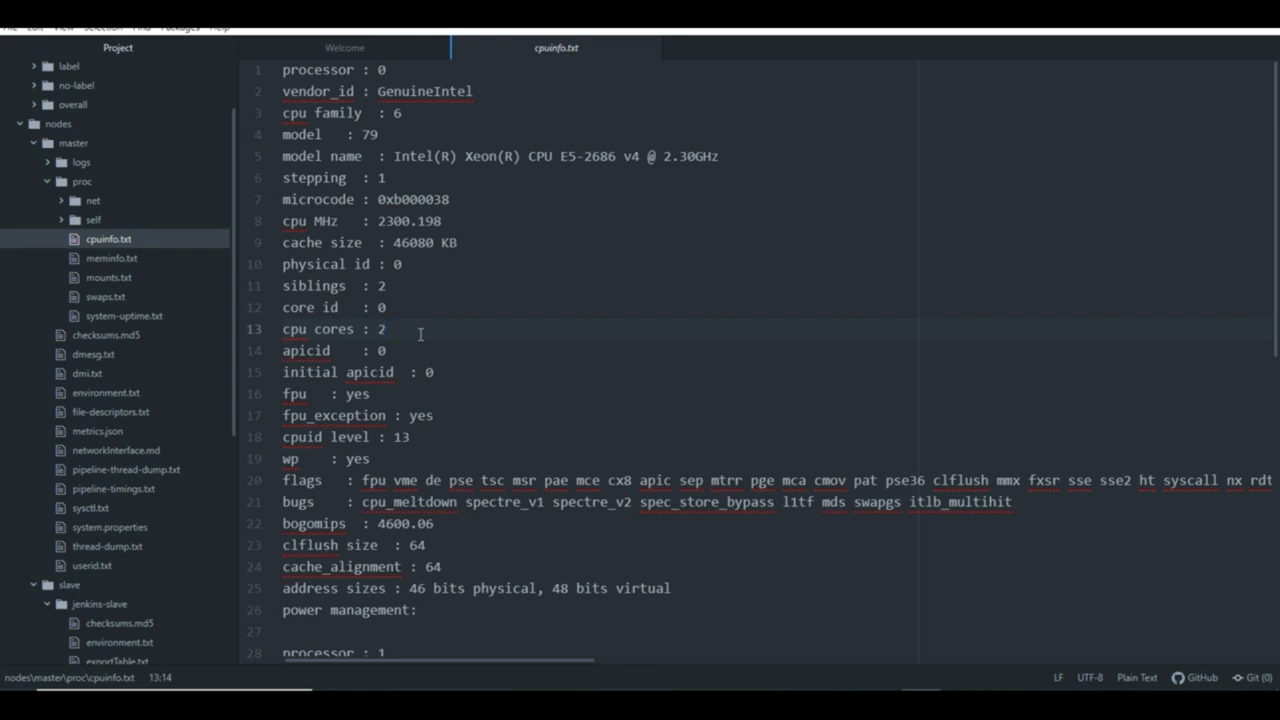 File Edit View Selection Find Packages Help
Project
label
no-label
overall
nodes
master
logs
proc
net
self
cpuinfo.txt
meminfo.txt
mounts.txt
swaps.txt
system-uptime.txt
checksums.md5
dmesg.txt
dmi.txt
environment.txt
file-descriptors.txt
metrics.json
networkInterface.md
pipeline-thread-dump.txt
pipeline-timings.txt
sysctl.txt
system.properties
thread-dump.txt
userid.txt
slave
jenkins-slave
checksums.md5
environment.txt
exportTable.txt
Welcome
cpuinfo.txt
1 processor : 0
2 vendor_id : GenuineIntel
3 cpu family : 6
4 model : 79
5 model name : Intel(R) Xeon(R) CPU E5-2686 v4 @ 2.30GHz
6 stepping : 1
7 microcode : 0xb000038
8 cpu MHz : 2300.198
9 cache size : 46080 KB
10 physical id : 0
11 siblings : 2
12 core id : 0
13 cpu cores : 2
14 apicid : 0
15 initial apicid : 0
16 fpu : yes
17 fpu_exception : yes
18 cpuid level : 13
19 wp : yes
20 flags : fpu vme de pse tsc msr pae mce cx8 apic sep mtrr pge mca cmov pat pse36 clflush mmx fxsr sse sse2 ht syscall nx rdt
21 bugs : cpu_meltdown spectre_v1 spectre_v2 spec_store_bypass l1tf mds swapgs itlb_multihit
22 bogomips : 4600.06
23 clflush size : 64
24 cache_alignment : 64
25 address sizes : 46 bits physical, 48 bits virtual
26 power management:
27
28 processor : 1
nodes\master\proc\cpuinfo.txt 13:14
LF UTF-8 Plain Text GitHub Git (0)